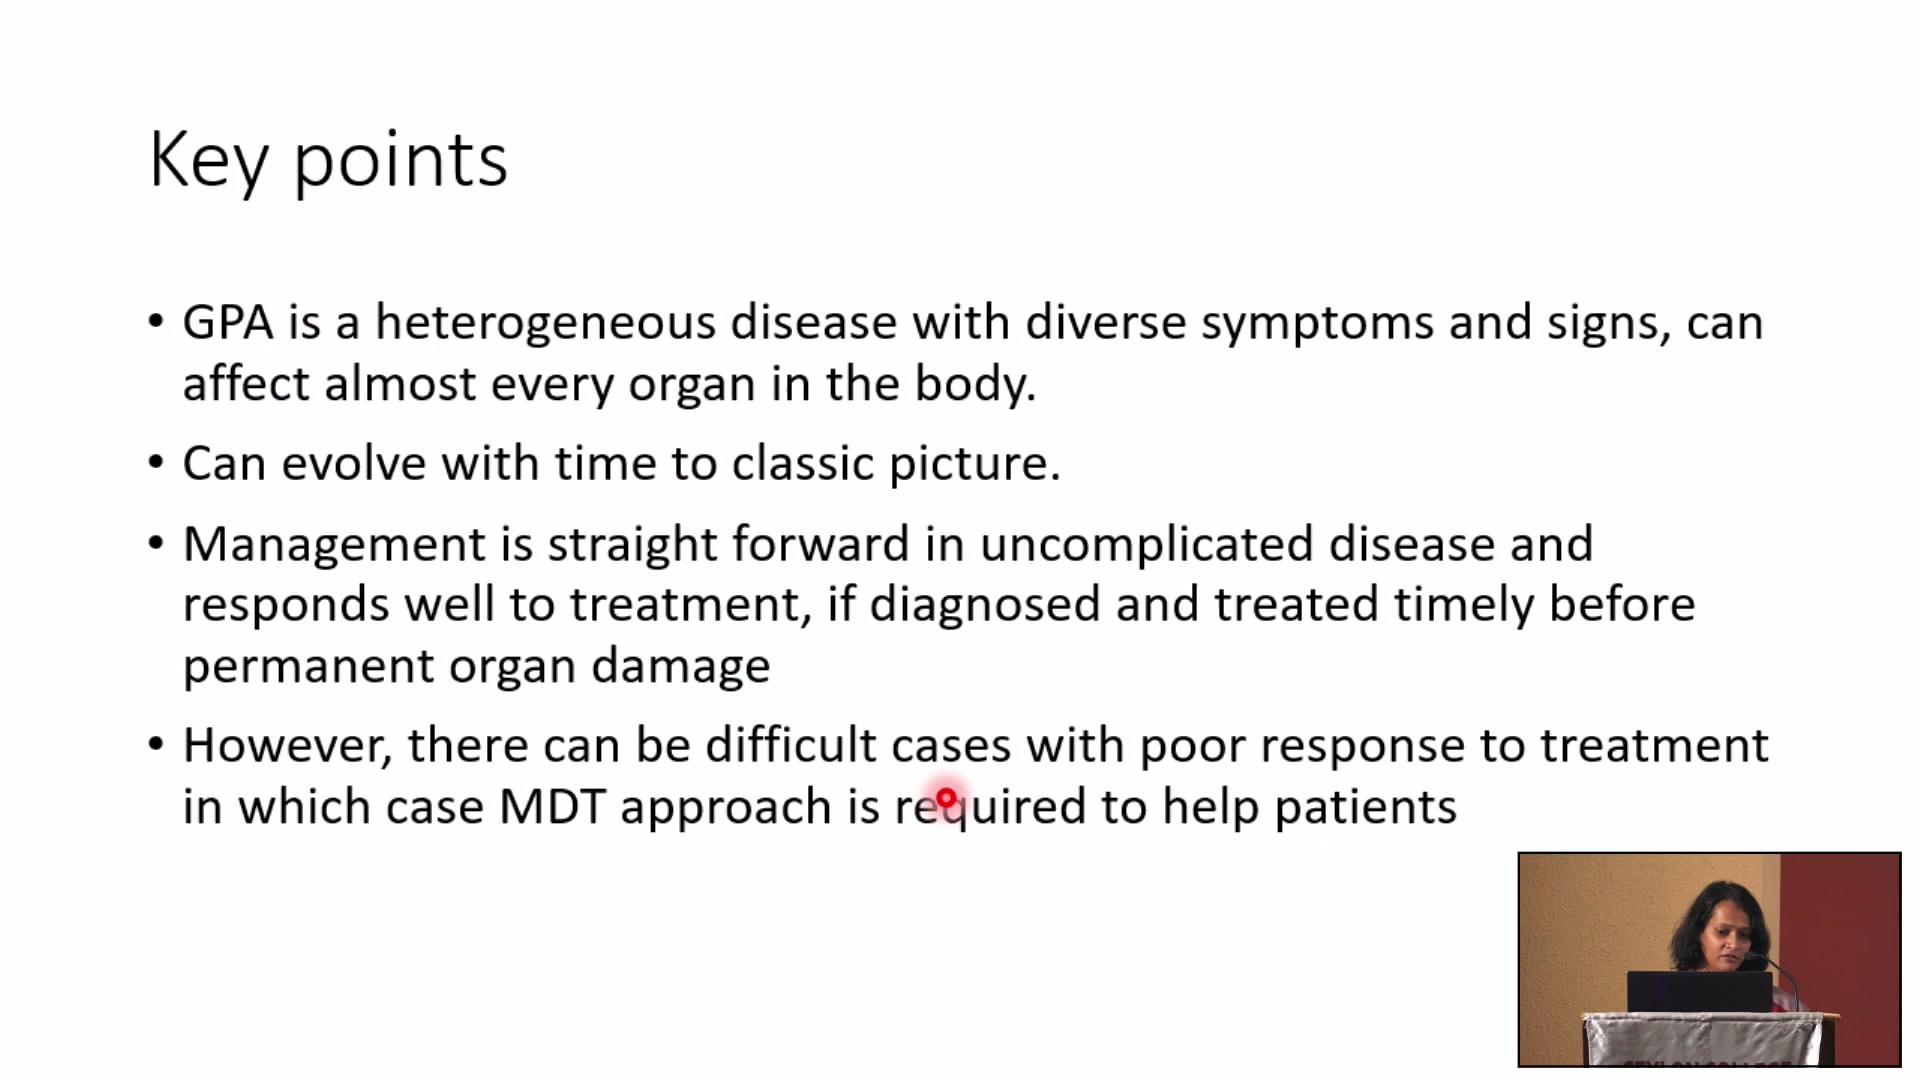 Key points
• GPA is a heterogeneous disease with diverse symptoms and signs, can
affect almost every organ in the body.
• Can evolve with time to classic picture.
• Management is straight forward in uncomplicated disease and
responds well to treatment, if diagnosed and treated timely before
permanent organ damage
• However, there can be difficult cases with poor response to treatment
in which case MDT approach is required to help patients
CEYLON COLLEGE